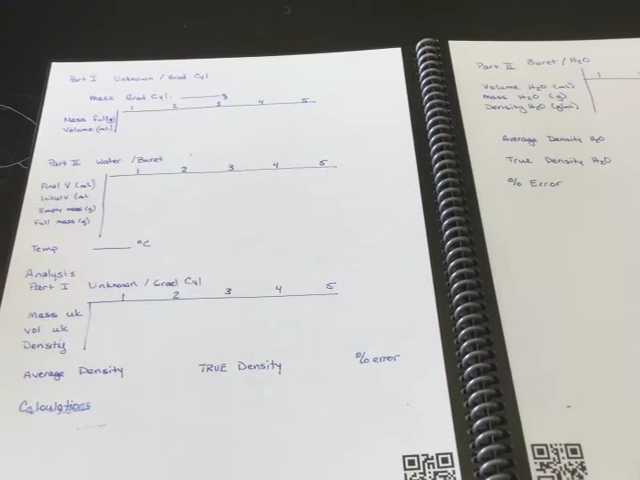 Part I Unknown / Grad Cyl
Mass Grad Cyl: ____ g
1 2 3 4 5
Mass Full(g)
Volume (mL)
Part II Water / Buret
1 2 3 4 5
Final V (mL)
Initial V (mL
Empty mass (g)
Full mass (g)
Temp ____ °C
Analysis
Part I Unknown / Grad Cyl
1 2 3 4 5
Mass uk
Vol uk
Density
Average Density TRUE Density % error
Calculations
Part II Buret / H2O
1
Volume H2O (mL)
Mass H2O (g)
Density H2O (g/mL)
Average Density H2O
True Density H2O
% Error